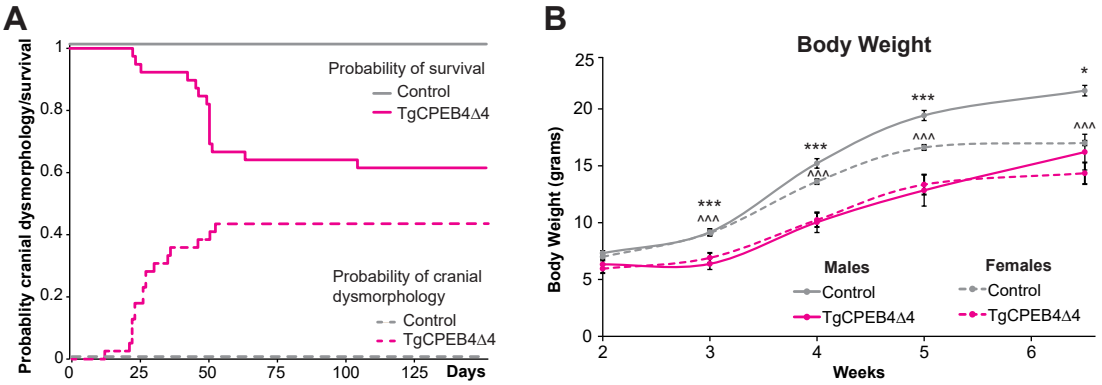 A
Probablity cranial dysmorphology/survival
1
0.8
0.6
0.4
0.2
0
Probability of survival
Control
TgCPEB4Δ4
Probability of cranial
dysmorphology
Control
TgCPEB4Δ4
0 25 50 75 100 125 Days
B
Body Weight
Body Weight (grams)
25
20
15
10
5
0
***
^^^
***
^^^
***
^^^
*
^^^
Males Females
Control Control
TgCPEB4Δ4 TgCPEB4Δ4
2 3 4 5 6
Weeks